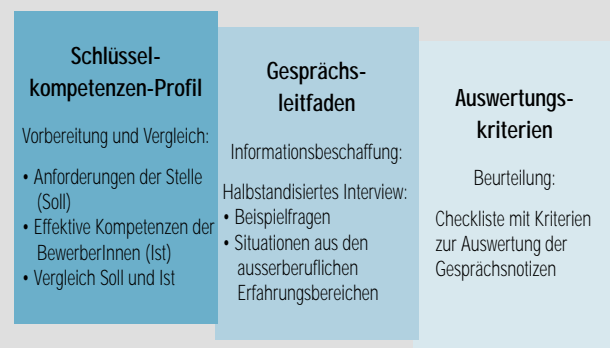 Schlüssel-
kompetenzen-Profil
Vorbereitung und Vergleich:
• Anforderungen der Stelle
(Soll)
• Effektive Kompetenzen der
BewerberInnen (Ist)
• Vergleich Soll und Ist
Gesprächs-
leitfaden
Informationsbeschaffung:
Halbstandisiertes Interview:
• Beispielfragen
• Situationen aus den
ausserberuflichen
Erfahrungsbereichen
Auswertungs-
kriterien
Beurteilung:
Checkliste mit Kriterien
zur Auswertung der
Gesprächsnotizen